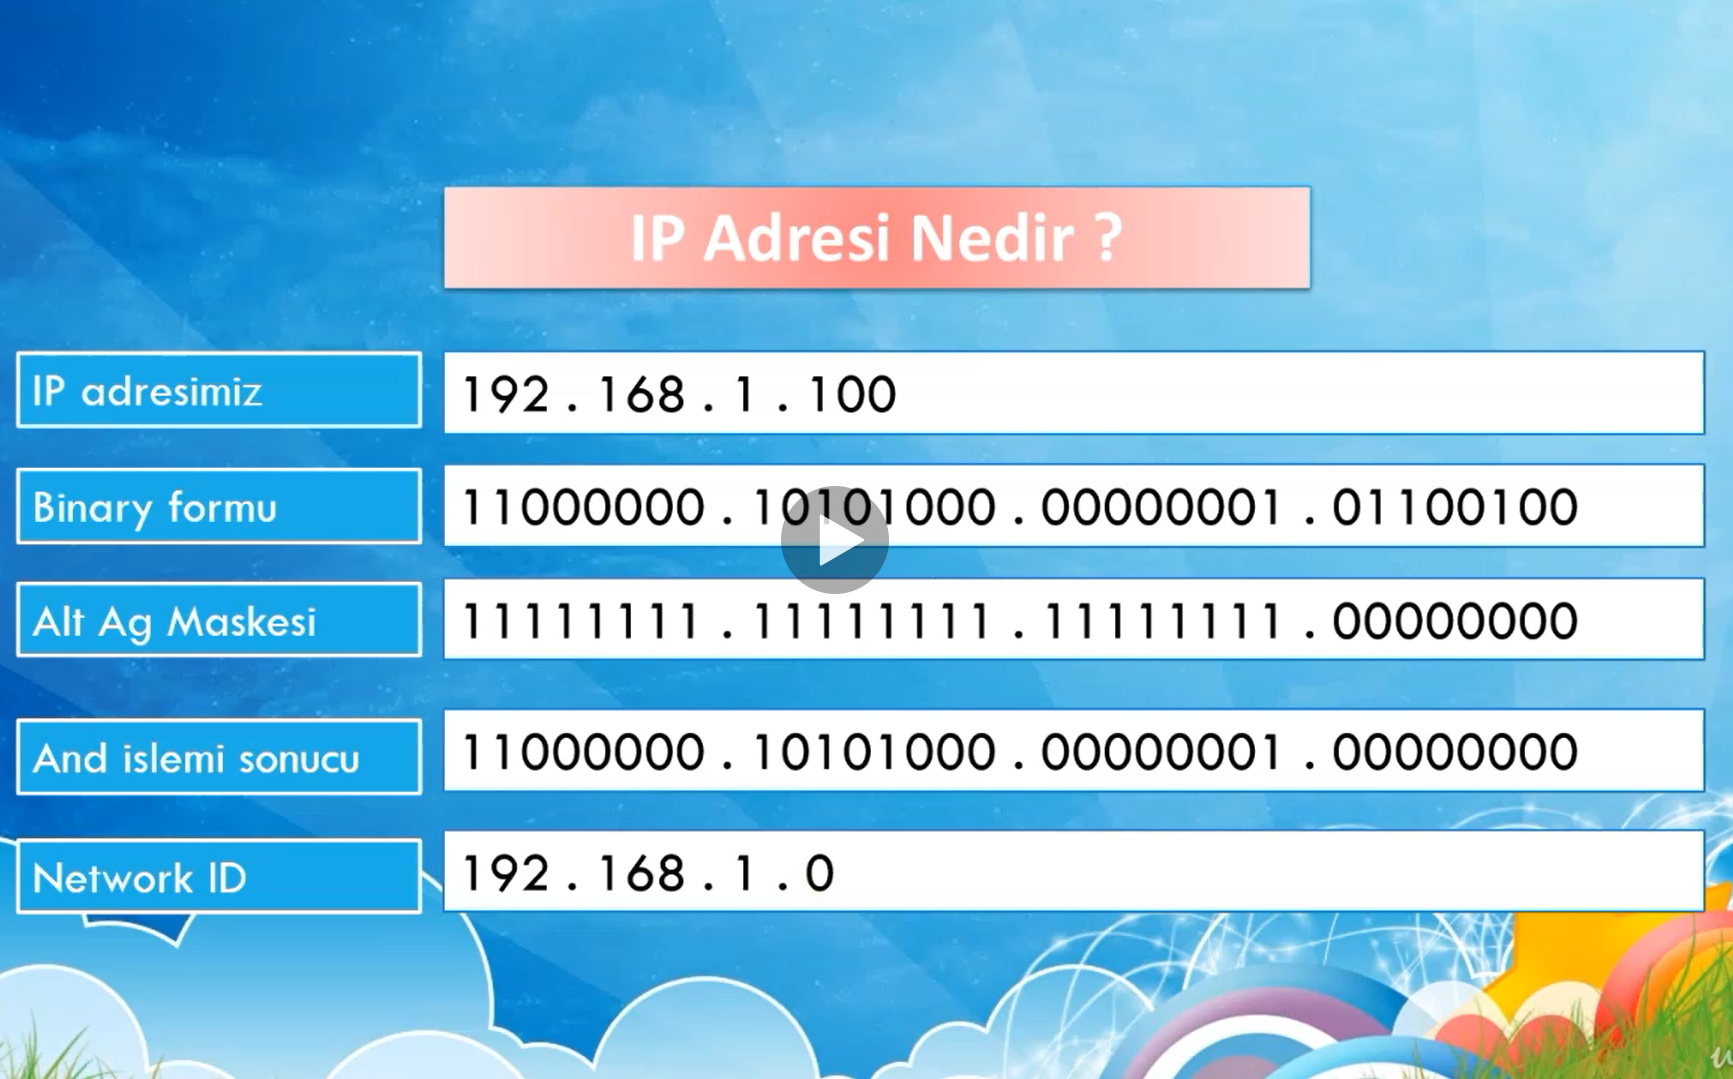 IP Adresi Nedir ?
IP adresimiz
192 . 168 . 1 . 100
Binary formu
11000000 . 10101000 . 00000001 . 01100100
Alt Ag Maskesi
11111111 . 11111111 . 11111111 . 00000000
And islemi sonucu
11000000 . 10101000 . 00000001 . 00000000
Network ID
192 . 168 . 1 . 0